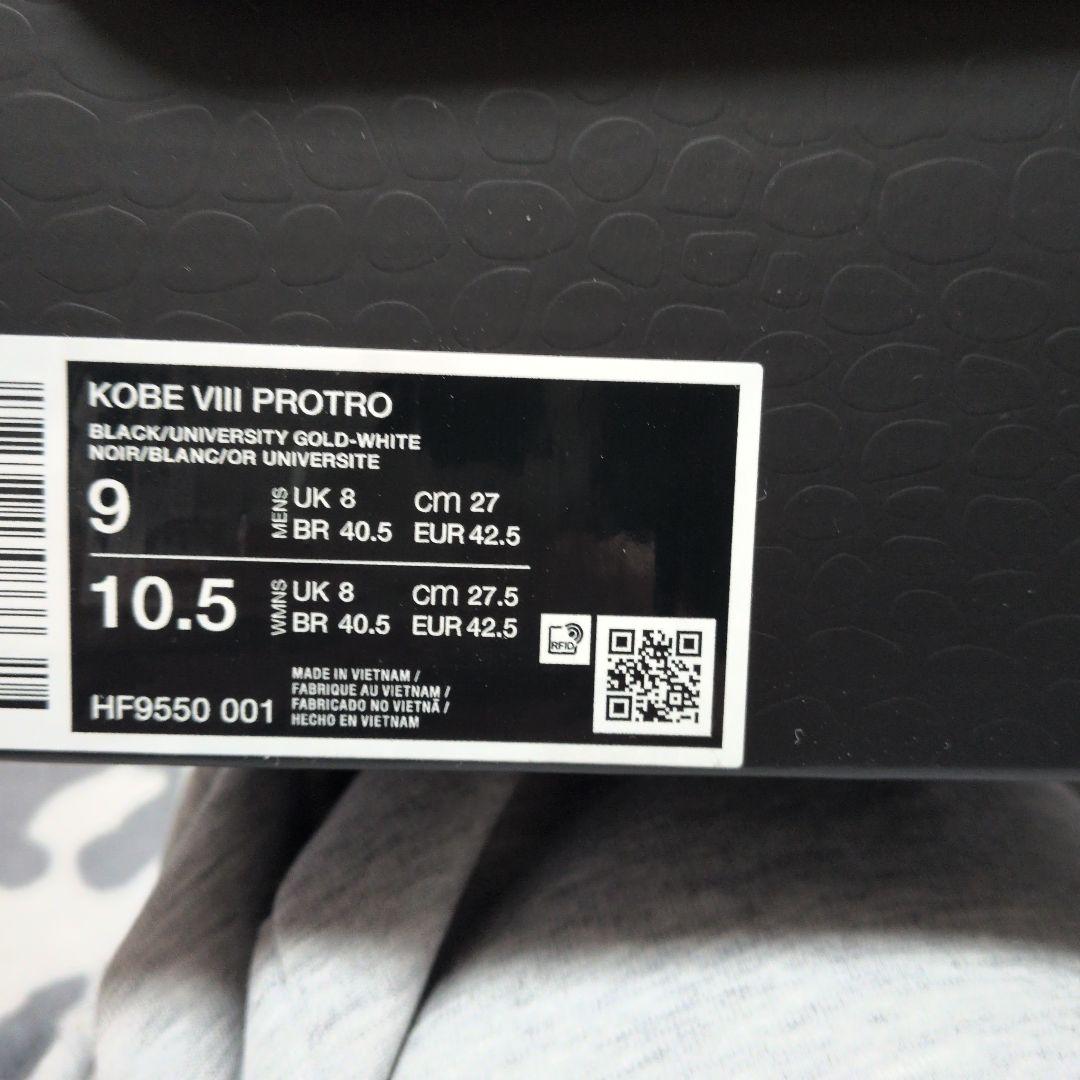 KOBE VIII PROTRO
BLACK/UNIVERSITY GOLD-WHITE
NOIR/BLANC/OR UNIVERSITE
9 MENS UK 8 cm 27
BR 40.5 EUR 42.5
10.5 WMNS UK 8 cm 27.5
BR 40.5 EUR 42.5
RFID
MADE IN VIETNAM /
FABRIQUE AU VIETNAM /
FABRICADO NO VIETNÃ /
HECHO EN VIETNAM
HF9550 001